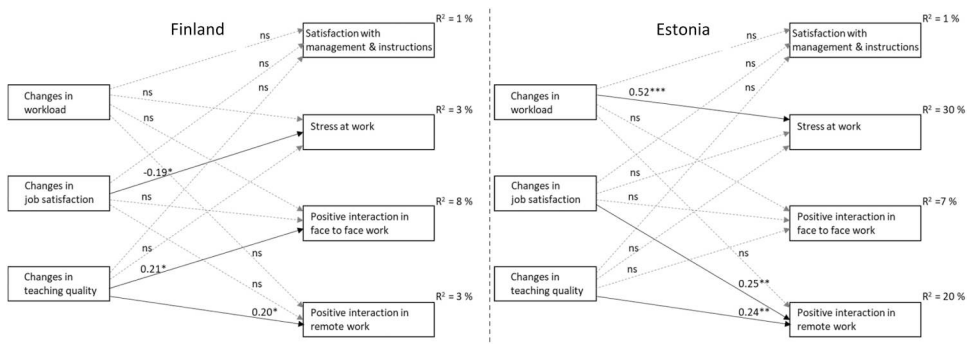 Finland
R² = 1 %
Satisfaction with
management & instructions
ns
ns
ns
Changes in
workload
ns
ns
R² = 3 %
Stress at work
ns
-0.19*
Changes in
job satisfaction
ns
R² = 8 %
Positive interaction in
face to face work
ns
ns
0.21*
Changes in
teaching quality
R² = 3 %
0.20*
Positive interaction in
remote work
Estonia
R² = 1 %
Satisfaction with
management & instructions
ns
ns
ns
Changes in
workload
0.52***
ns
R² = 30 %
Stress at work
ns
ns
Changes in
job satisfaction
ns
R² =7 %
Positive interaction in
face to face work
ns
ns
Changes in
teaching quality
0.25**
R² = 20 %
0.24**
Positive interaction in
remote work